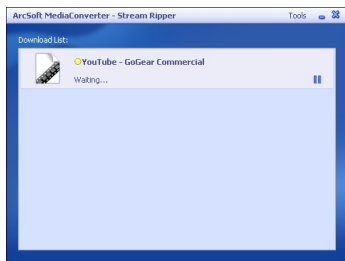 ArcSoft MediaConverter - Stream Ripper Tools
Download List:
YouTube - GoGear Commercial
Waiting...